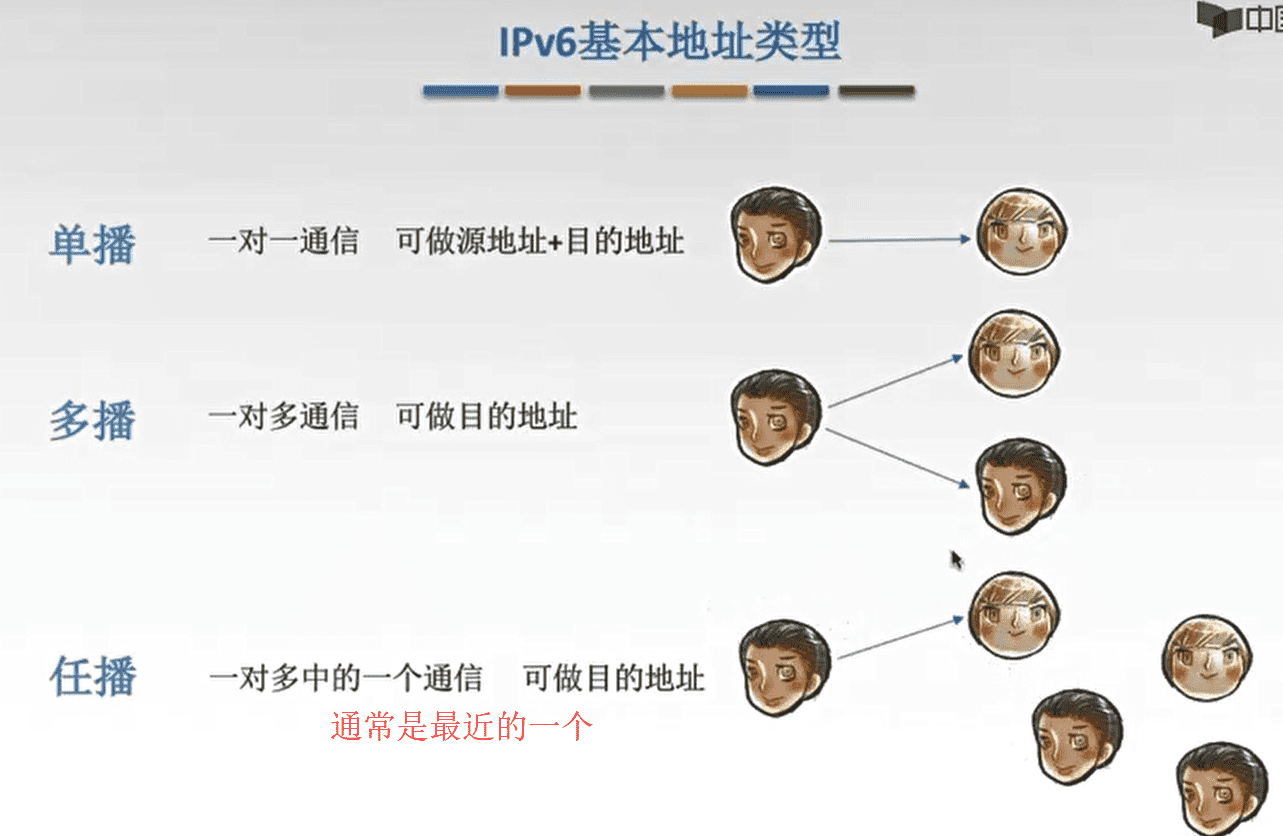 中国
IPv6基本地址类型
单播 一对一通信 可做源地址+目的地址
多播 一对多通信 可做目的地址
任播 一对多中的一个通信 可做目的地址
通常是最近的一个